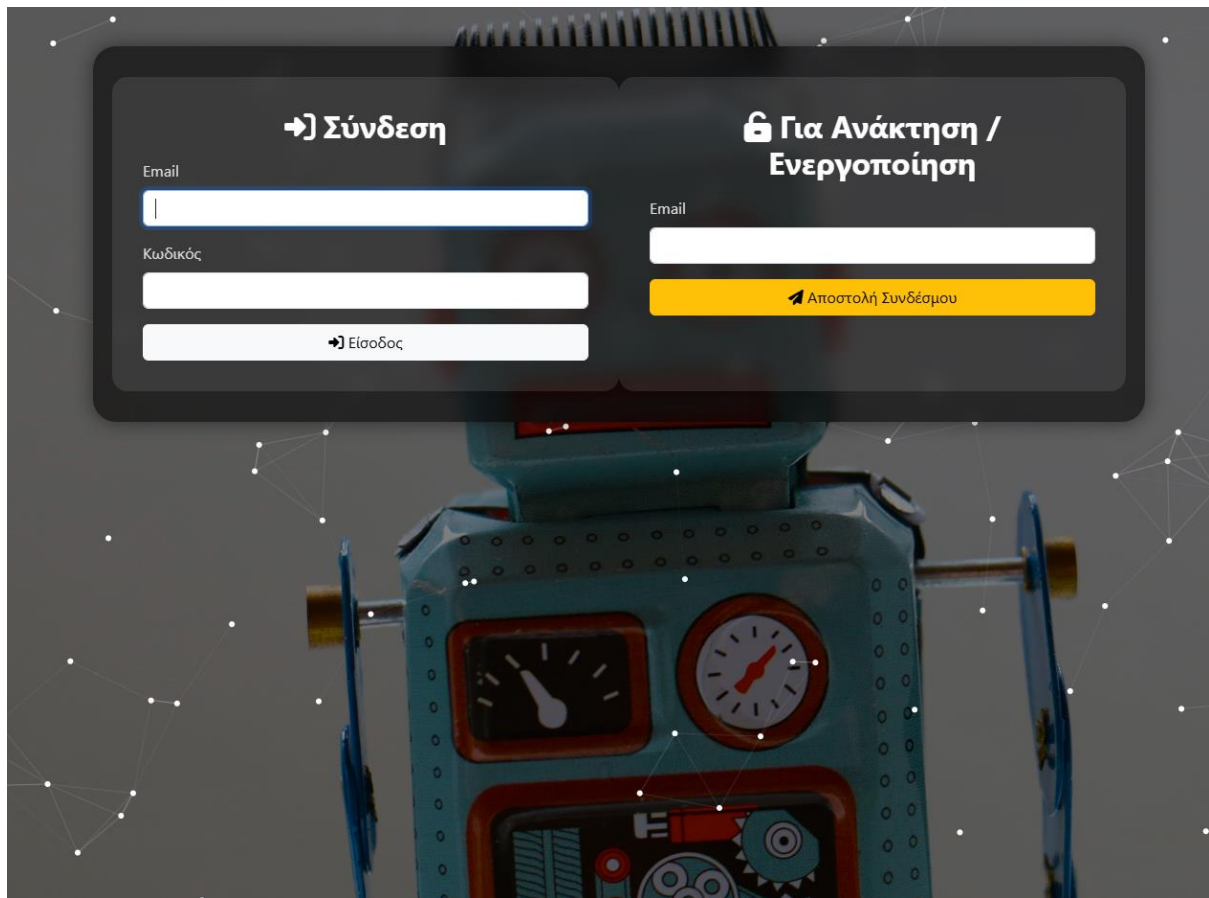 Σύνδεση
Email
Κωδικός
Είσοδος
Για Ανάκτηση /
Ενεργοποίηση
Email
Αποστολή Συνδέσμου